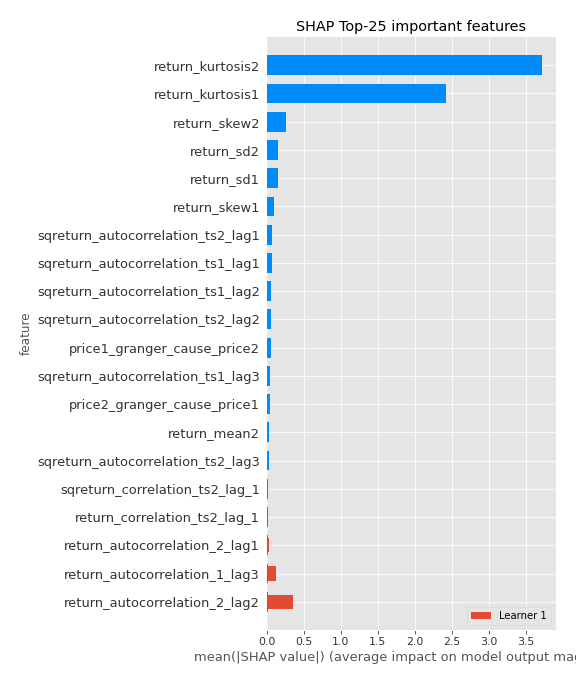 SHAP Top-25 important features
return_kurtosis2
return_kurtosis1
return_skew2
return_sd2
return_sd1
return_skew1
sqreturn_autocorrelation_ts2_lag1
sqreturn_autocorrelation_ts1_lag1
sqreturn_autocorrelation_ts1_lag2
sqreturn_autocorrelation_ts2_lag2
price1_granger_cause_price2
sqreturn_autocorrelation_ts1_lag3
price2_granger_cause_price1
return_mean2
sqreturn_autocorrelation_ts2_lag3
sqreturn_correlation_ts2_lag_1
return_correlation_ts2_lag_1
return_autocorrelation_2_lag1
return_autocorrelation_1_lag3
return_autocorrelation_2_lag2
feature
Learner 1
0.0 0.5 1.0 1.5 2.0 2.5 3.0 3.5
mean(|SHAP value|) (average impact on model output mag